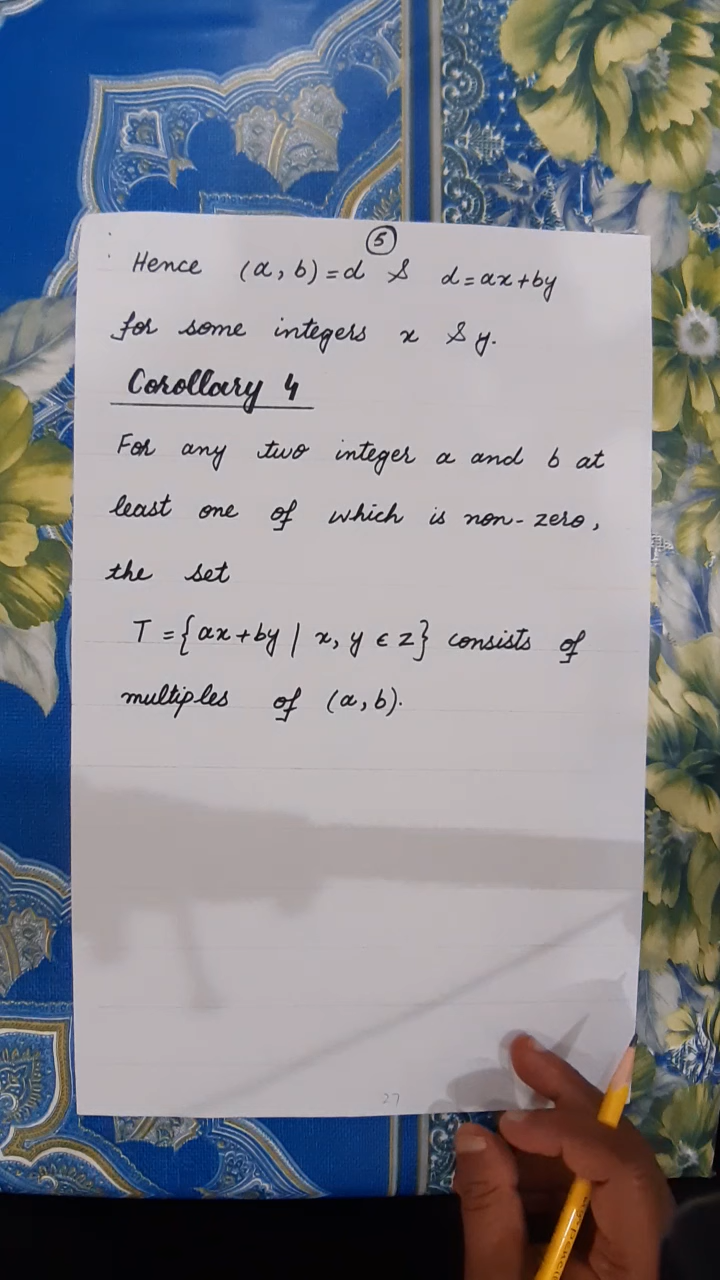 5
Hence (a, b) = d & d = ax + by
for some integers x & y.
Corollary 4
For any two integer a and b at
least one of which is non-zero,
the set
T = {ax + by | x, y ∈ z} consists of
multiples of (a, b).
27